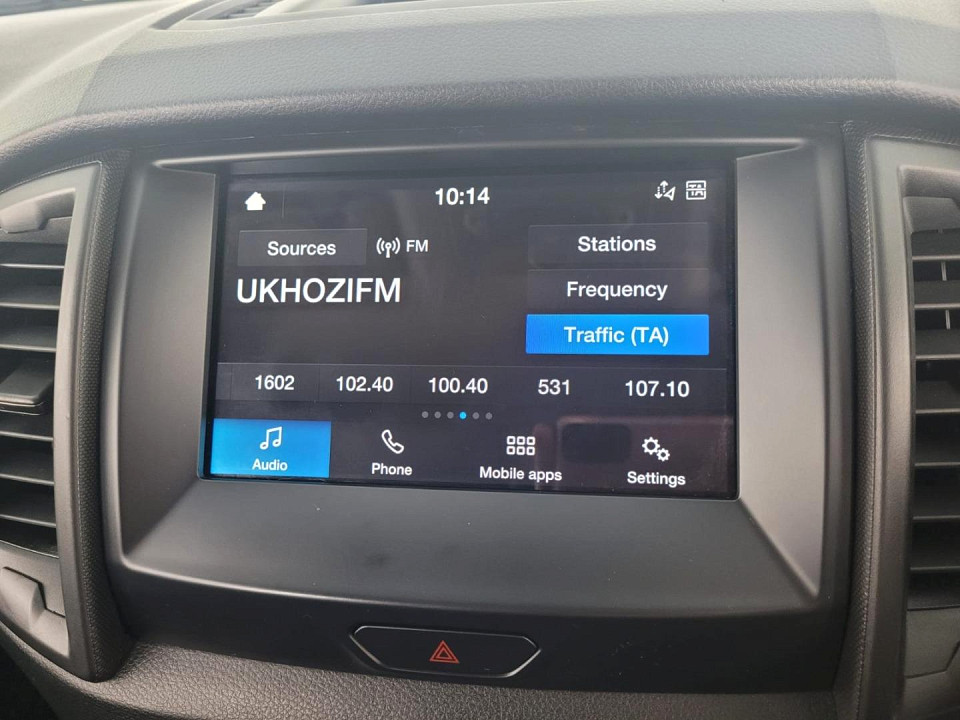 10:14
TA
Sources FM Stations
UKHOZIFM Frequency
Traffic (TA)
1602 102.40 100.40 531 107.10
Audio Phone Mobile apps Settings